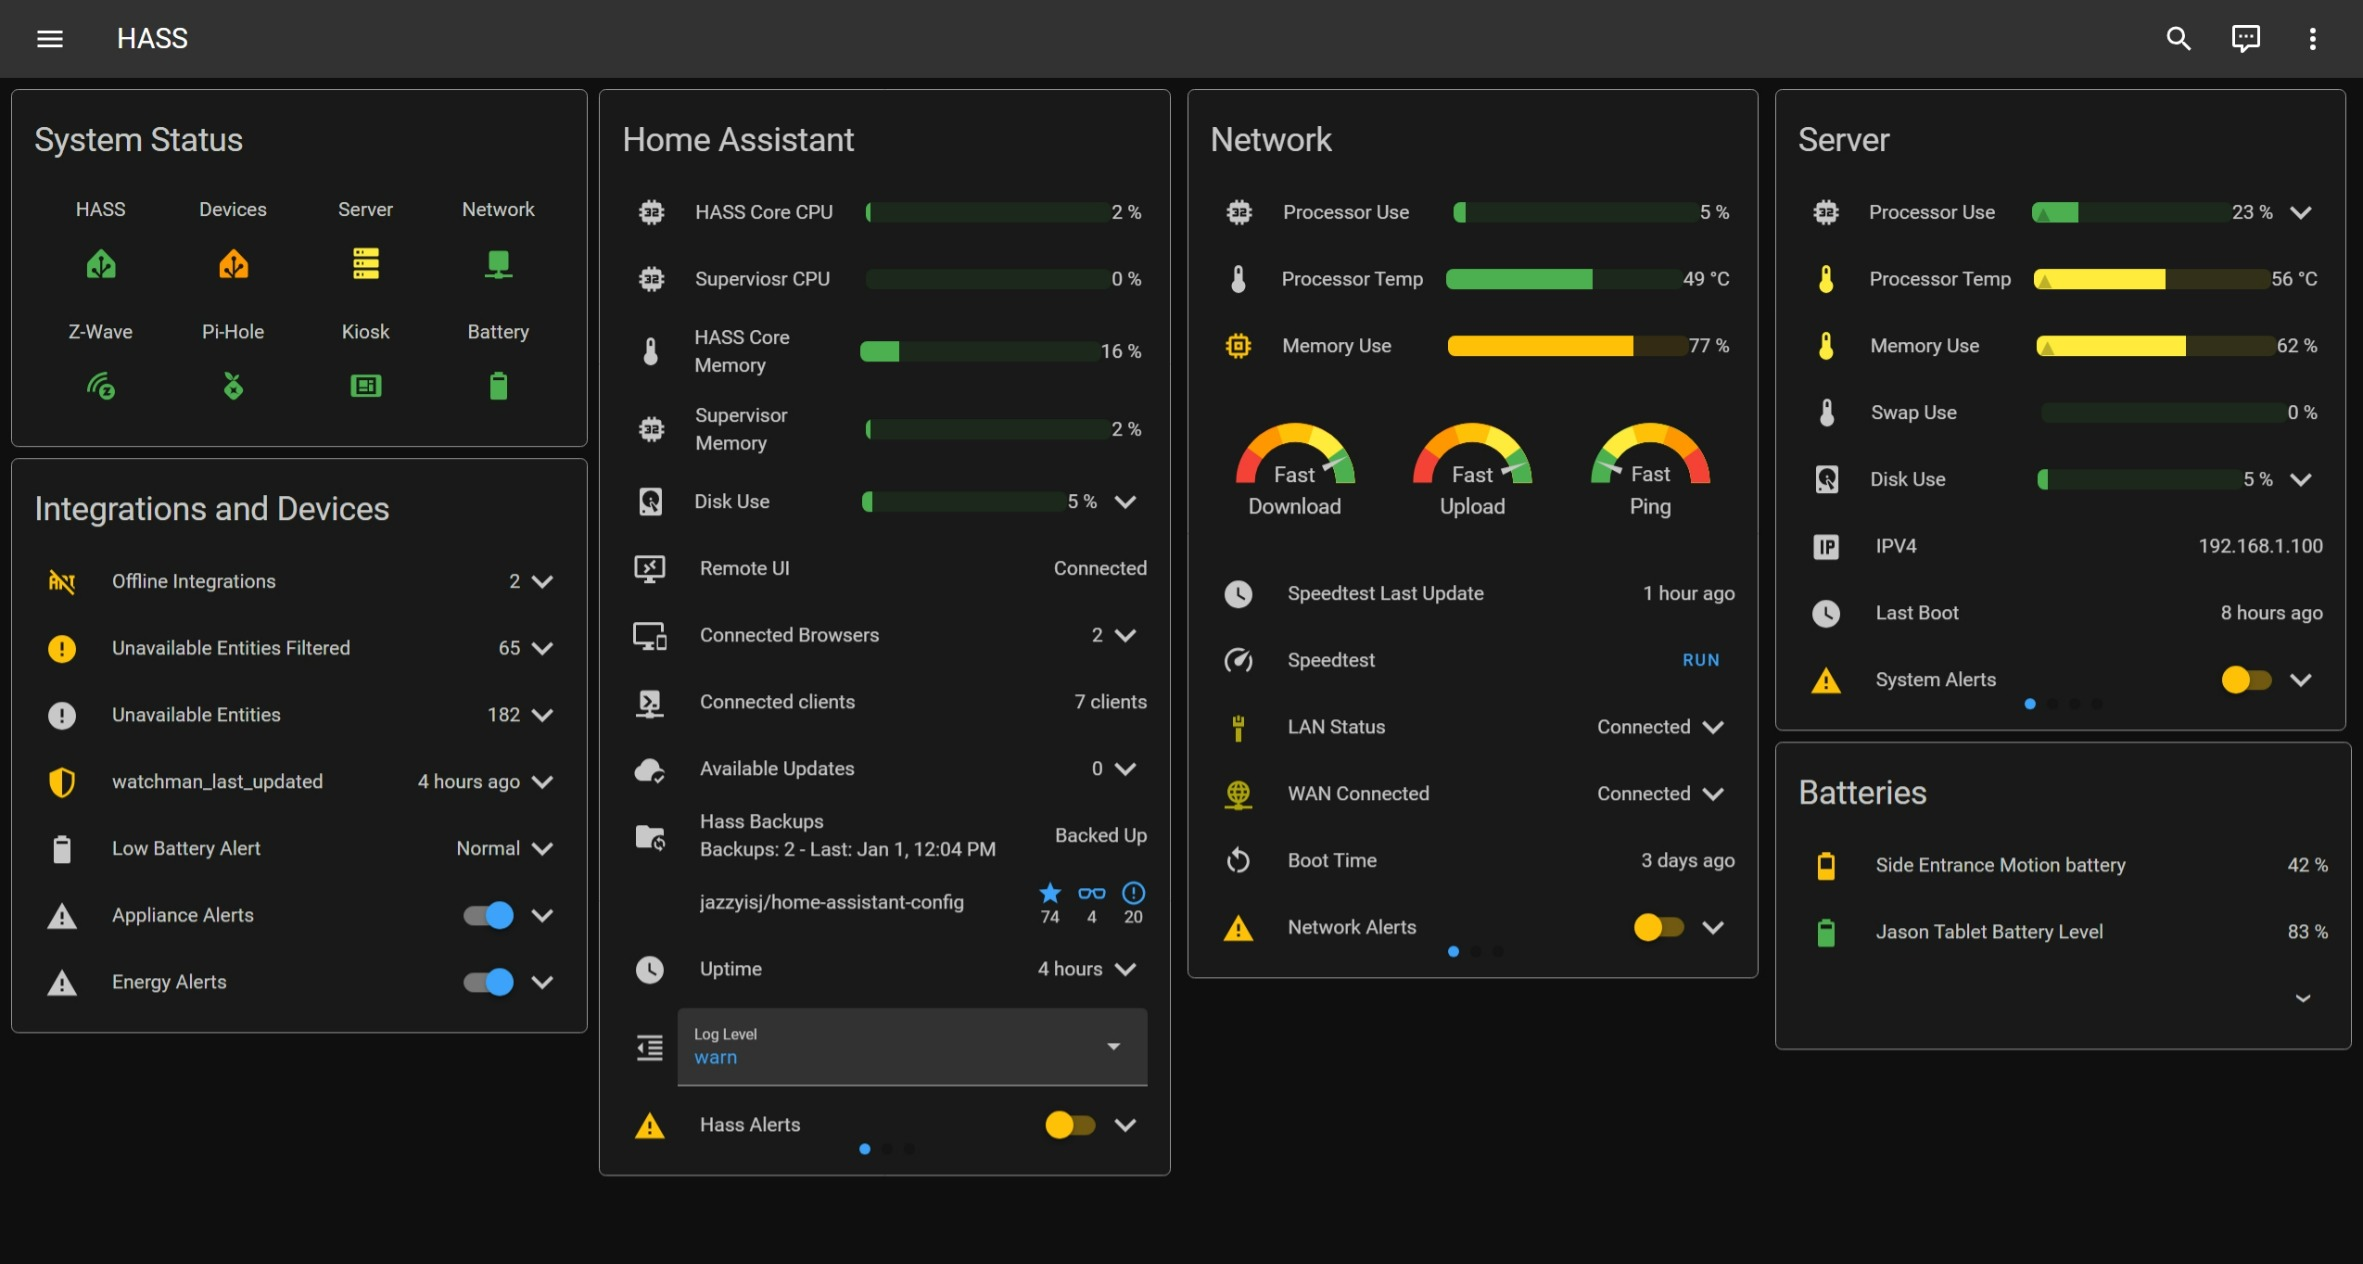 HASS
System Status
HASS Devices Server Network
Z-Wave Pi-Hole Kiosk Battery
Integrations and Devices
Offline Integrations 2
Unavailable Entities Filtered 65
Unavailable Entities 182
watchman_last_updated 4 hours ago
Low Battery Alert Normal
Appliance Alerts
Energy Alerts
Home Assistant
HASS Core CPU 2 %
Superviosr CPU 0 %
HASS Core
Memory 16 %
Supervisor
Memory 2 %
Disk Use 5 %
Remote UI Connected
Connected Browsers 2
Connected clients 7 clients
Available Updates 0
Hass Backups
Backups: 2 - Last: Jan 1, 12:04 PM Backed Up
jazzyisj/home-assistant-config
74 4 20
Uptime 4 hours
Log Level
warn
Hass Alerts
Network
Processor Use 5 %
Processor Temp 49 °C
Memory Use 77 %
Fast Fast Fast
Download Upload Ping
Speedtest Last Update 1 hour ago
Speedtest RUN
LAN Status Connected
WAN Connected Connected
Boot Time 3 days ago
Network Alerts
Server
Processor Use 23 %
Processor Temp 56 °C
Memory Use 62 %
Swap Use 0 %
Disk Use 5 %
IP IPV4 192.168.1.100
Last Boot 8 hours ago
System Alerts
Batteries
Side Entrance Motion battery 42 %
Jason Tablet Battery Level 83 %